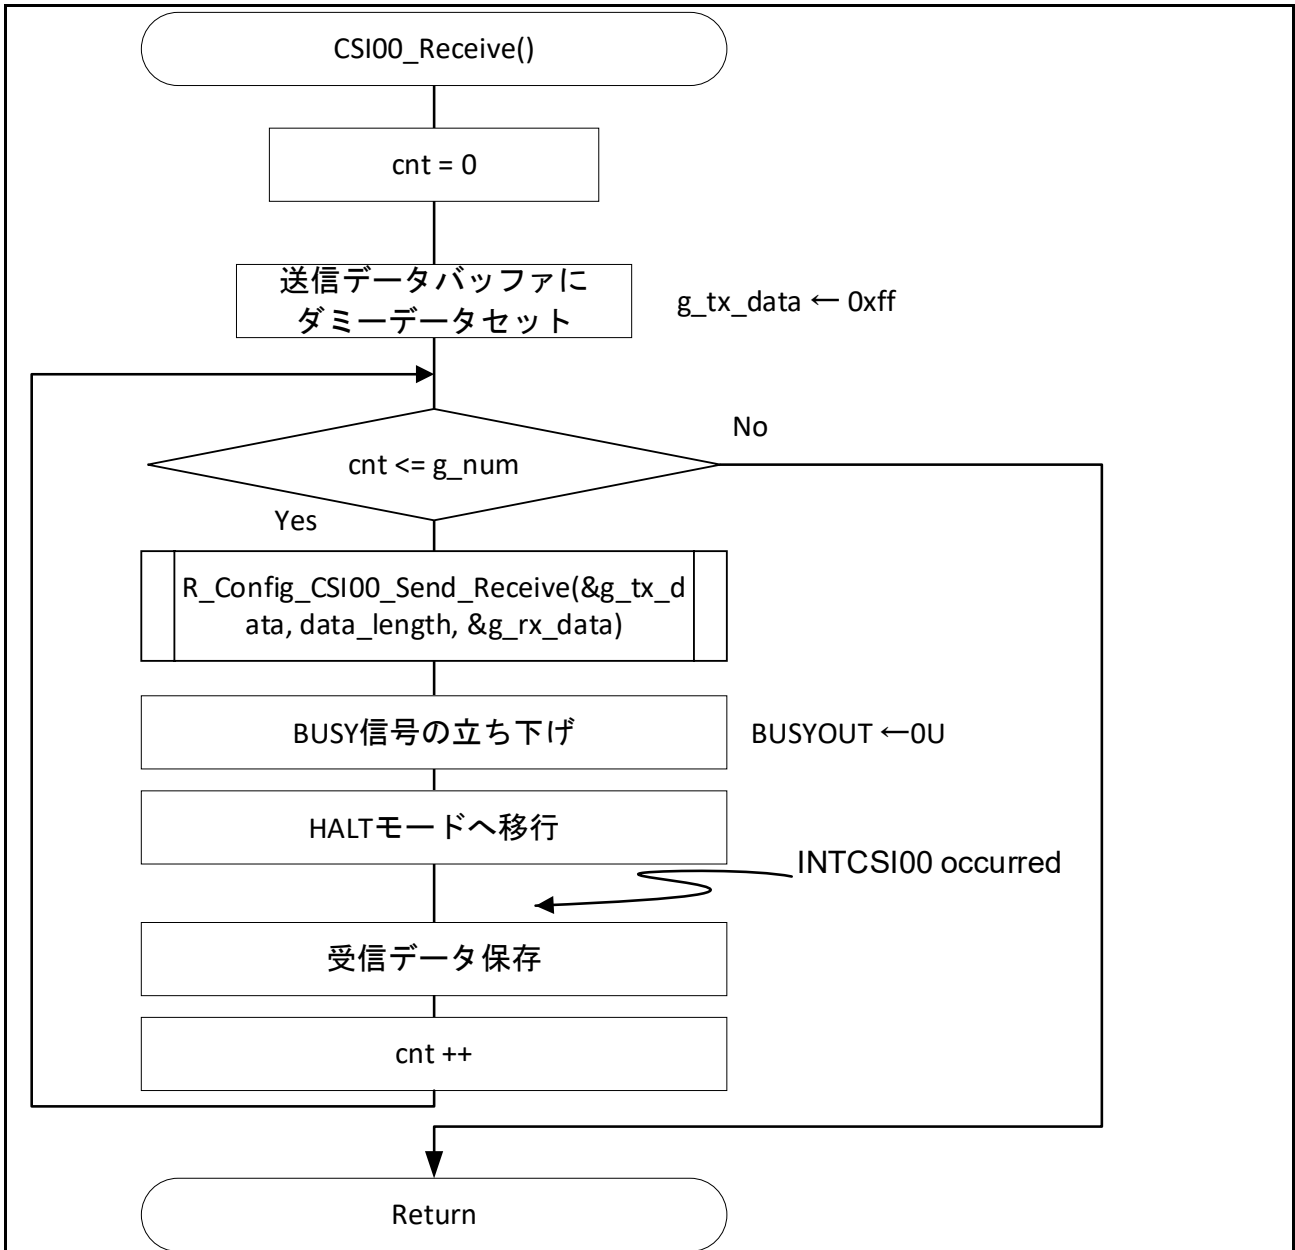 CSI00_Receive()
cnt = 0
送信データバッファに
ダミーデータセット
g_tx_data ← 0xff
No
cnt <= g_num
Yes
R_Config_CSI00_Send_Receive(&g_tx_d
ata, data_length, &g_rx_data)
BUSY信号の立ち下げ
BUSYOUT ←0U
HALTモードへ移行
INTCSI00 occurred
受信データ保存
cnt ++
Return